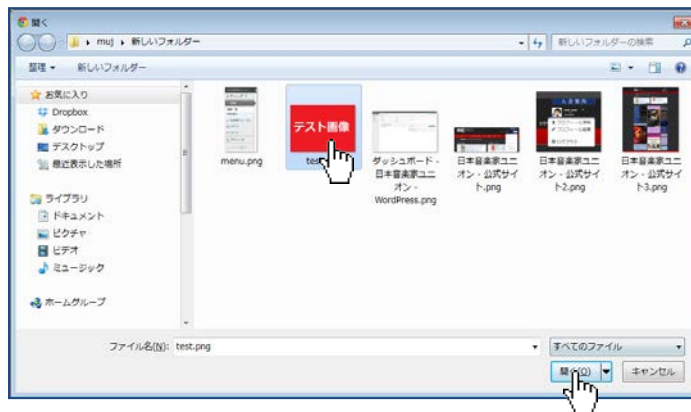 開く
muj ▸ 新しいフォルダー
新しいフォルダーの検索
整理 ▾ 新しいフォルダー
お気に入り
Dropbox
ダウンロード
デスクトップ
最近表示した場所
ライブラリ
ドキュメント
ピクチャ
ビデオ
ミュージック
ホームグループ
テスト画像
menu.png
ダッシュボード -
日本音楽家ユニ
オン -
WordPress.png
日本音楽家ユニ
オン - 公式サイ
ト.png
日本音楽家ユニ
オン - 公式サイ
ト2.png
日本音楽家ユニ
オン - 公式サイ
ト3.png
ファイル名(N): test.png
すべてのファイル
開く(O)
キャンセル